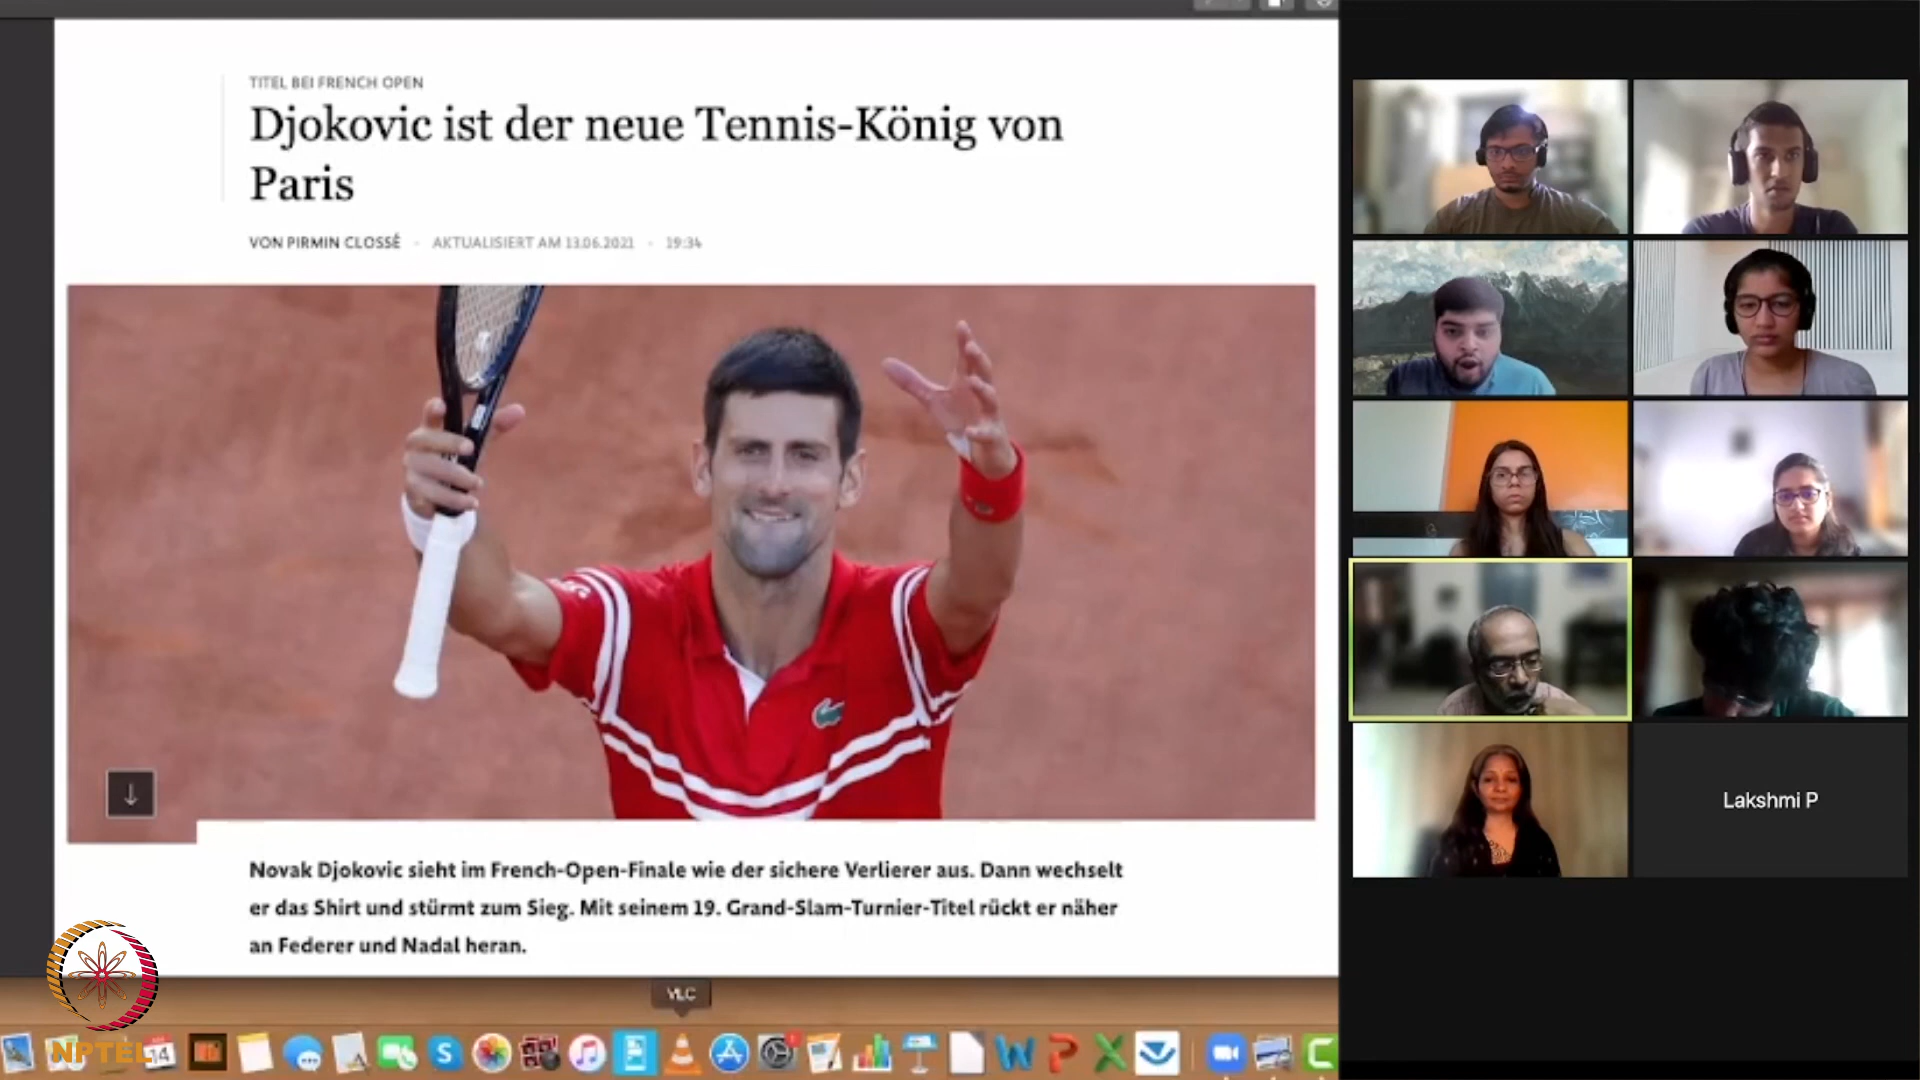 TITEL BEI FRENCH OPEN
Djokovic ist der neue Tennis-König von
Paris
VON PIRMIN CLOSSÉ - AKTUALISIERT AM 13.06.2021 - 19:34
Novak Djokovic sieht im French-Open-Finale wie der sichere Verlierer aus. Dann wechselt
er das Shirt und stürmt zum Sieg. Mit seinem 19. Grand-Slam-Turnier-Titel rückt er näher
an Federer und Nadal heran.
VLC
NPTEL
14
Lakshmi P